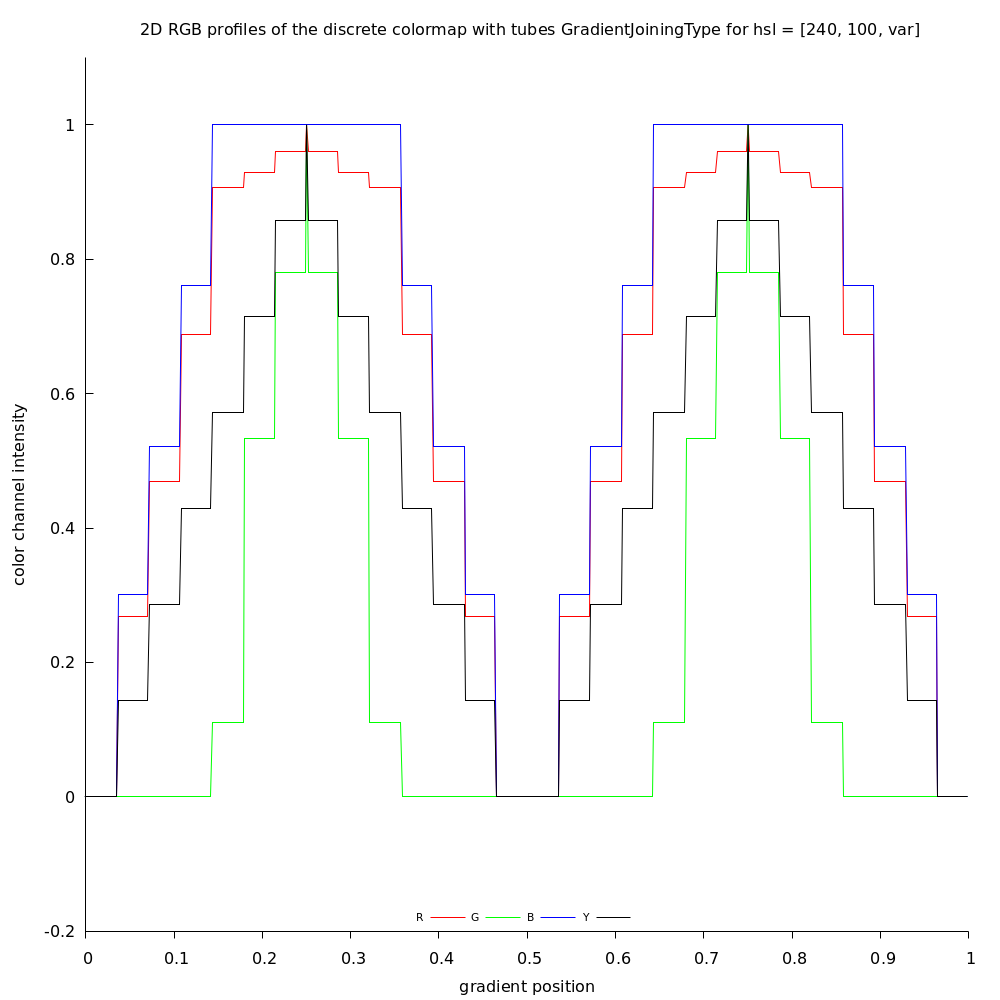 2D RGB profiles of the discrete colormap with tubes GradientJoiningType for hsl = [240, 100, var]
1
0.8
0.6
0.4
0.2
0
-0.2
color channel intensity
R G B Y
0 0.1 0.2 0.3 0.4 0.5 0.6 0.7 0.8 0.9 1
gradient position